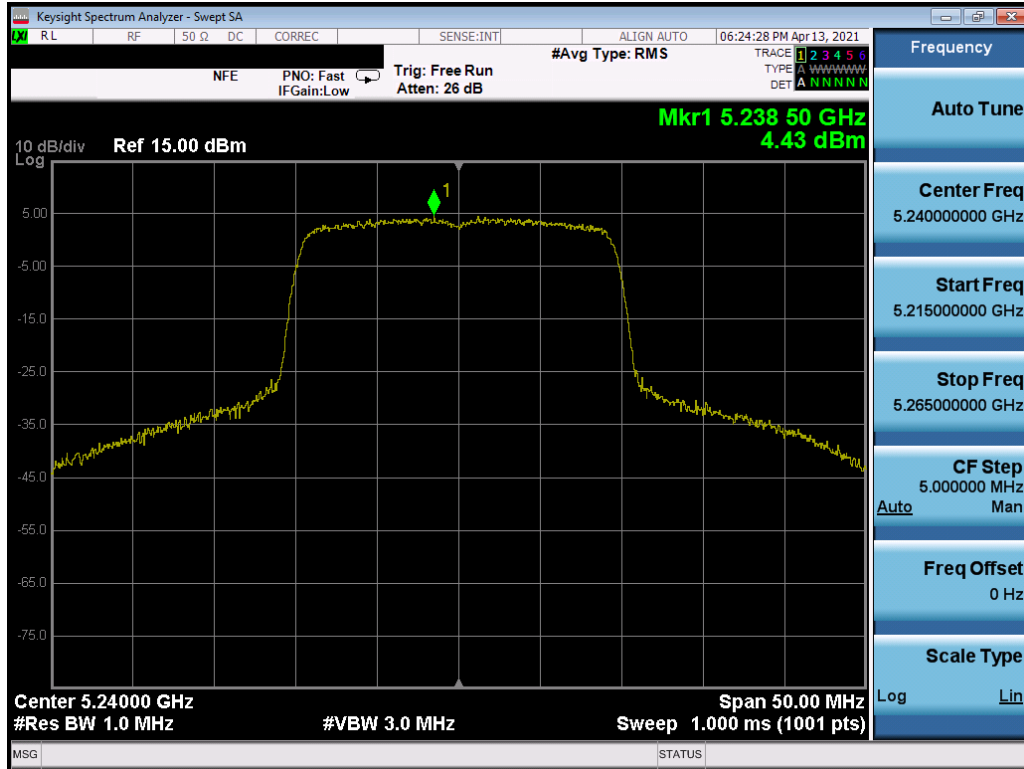 Keysight Spectrum Analyzer - Swept SA
LXI RL RF 50 Ω DC CORREC SENSE:INT ALIGN AUTO 06:24:28 PM Apr 13, 2021
NFE PNO: Fast Trig: Free Run #Avg Type: RMS TRACE 1 2 3 4 5 6
IFGain:Low Atten: 26 dB TYPE A WWWWW
DET A N N N N N
Mkr1 5.238 50 GHz
4.43 dBm
10 dB/div Ref 15.00 dBm
Log
1
5.00
-5.00
-15.0
-25.0
-35.0
-45.0
-55.0
-65.0
-75.0
Center 5.24000 GHz Span 50.00 MHz
#Res BW 1.0 MHz #VBW 3.0 MHz Sweep 1.000 ms (1001 pts)
MSG STATUS
Frequency
Auto Tune
Center Freq
5.240000000 GHz
Start Freq
5.215000000 GHz
Stop Freq
5.265000000 GHz
CF Step
5.000000 MHz
Auto Man
Freq Offset
0 Hz
Scale Type
Log Lin